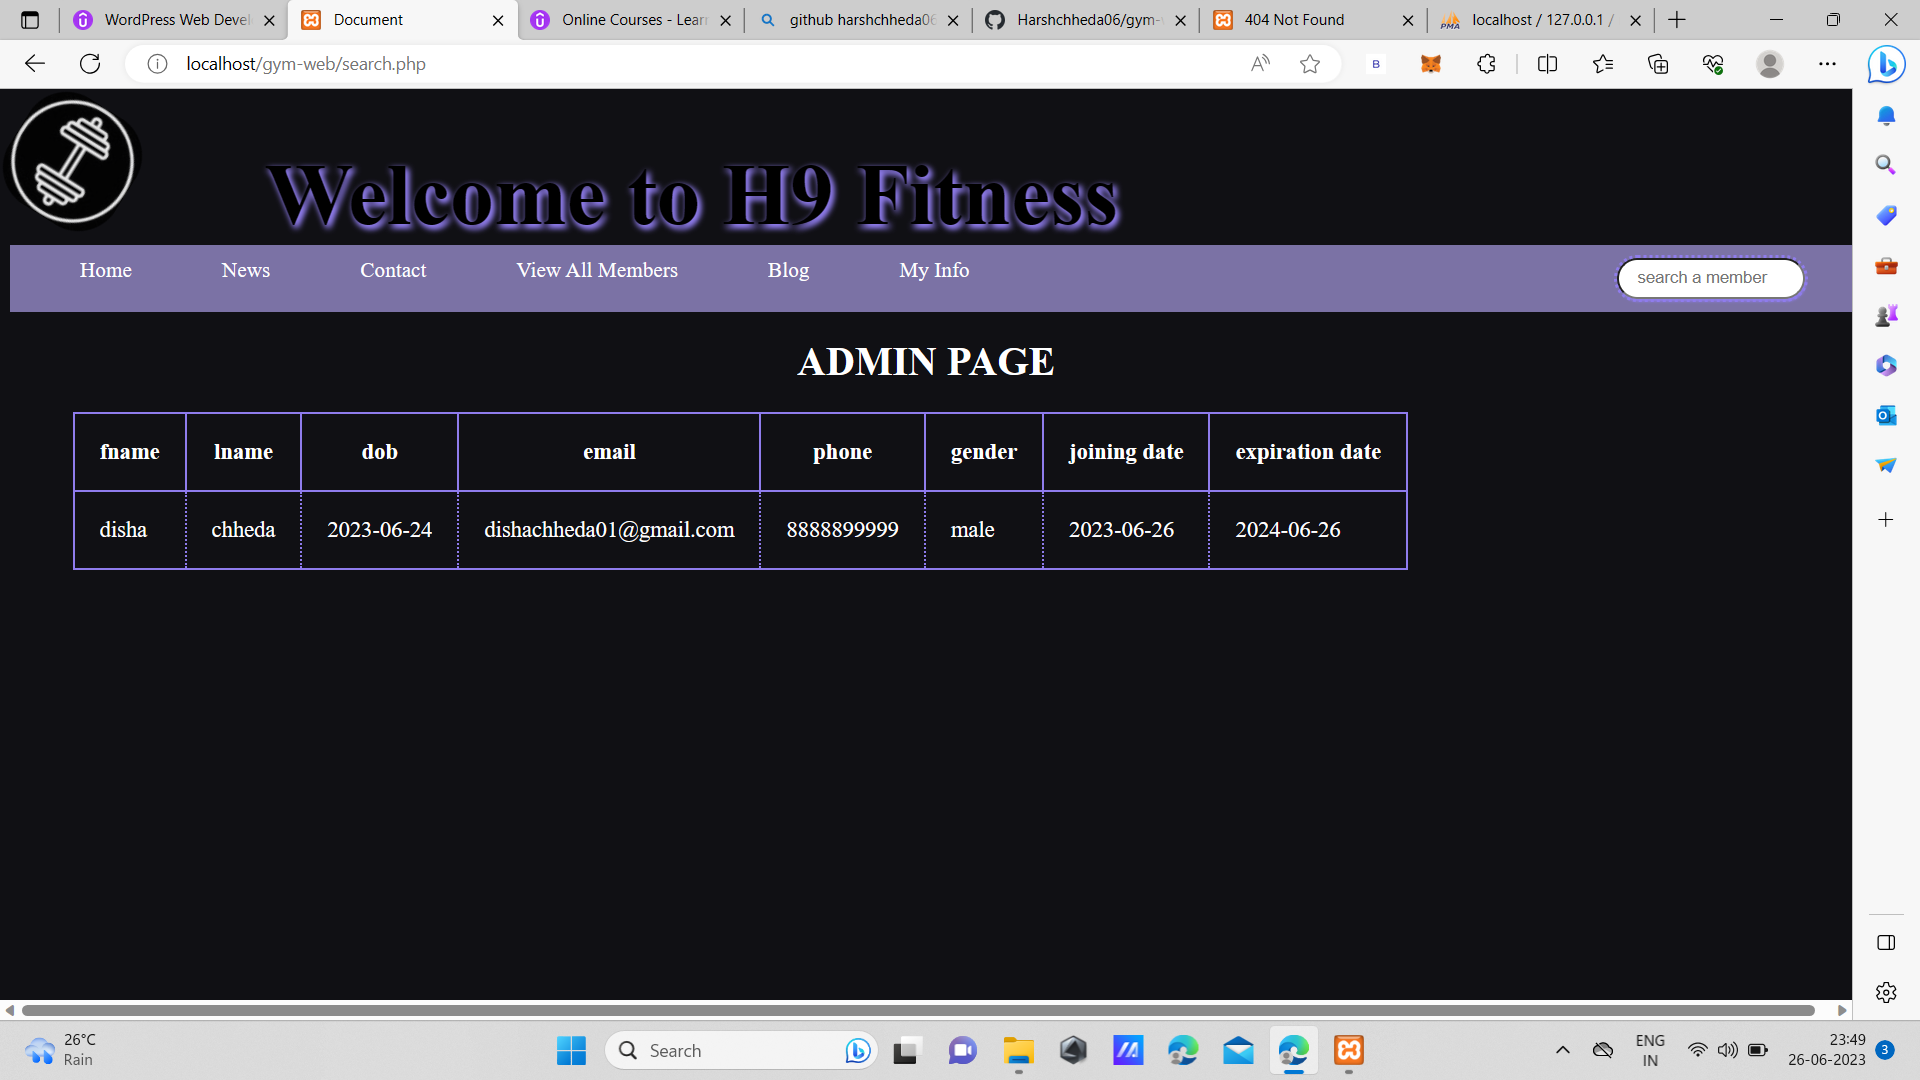 WordPress Web Devel
Document
Online Courses - Lear
github harshchheda06
Harshchheda06/gym-
404 Not Found
localhost / 127.0.0.1 /
localhost/gym-web/search.php
Welcome to H9 Fitness
Home News Contact View All Members Blog My Info search a member
ADMIN PAGE
fname lname dob email phone gender joining date expiration date
disha chheda 2023-06-24 dishachheda01@gmail.com 8888899999 male 2023-06-26 2024-06-26
26°C
Rain
Search
ENG
IN
23:49
26-06-2023
3